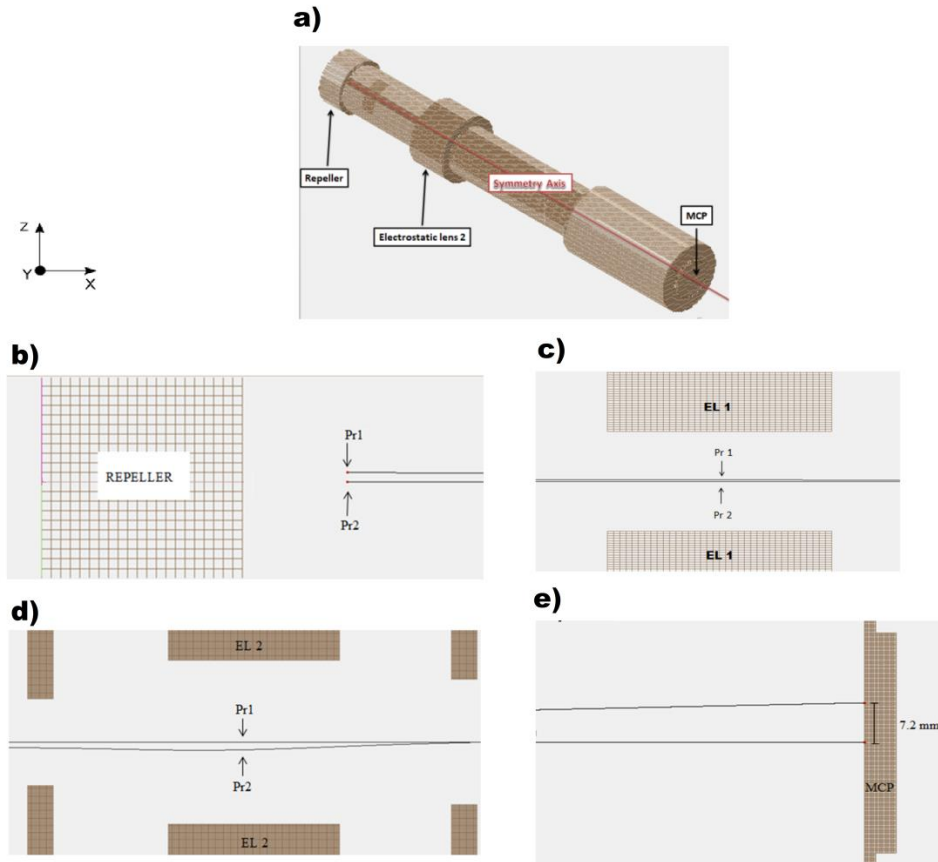 a)
Repeller
Symmetry Axis
MCP
Electrostatic lens 2
Z
Y
X
b)
Pr1
REPELLER
Pr2
c)
EL 1
Pr 1
Pr 2
EL 1
d)
EL 2
Pr1
Pr2
EL 2
e)
7.2 mm
MCP